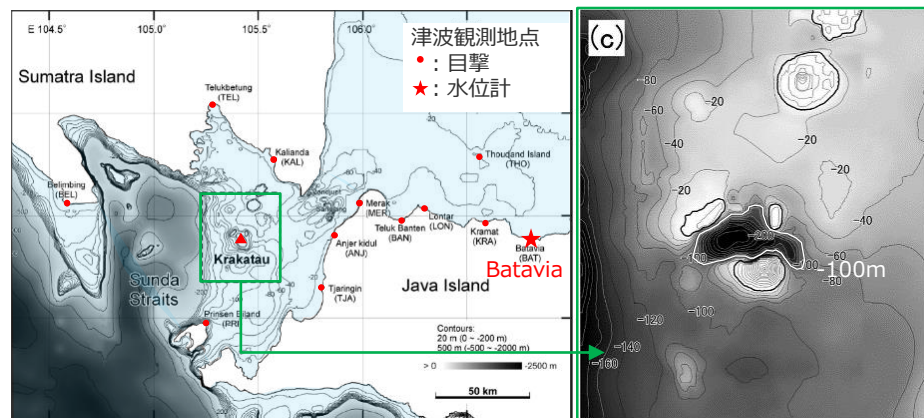 E 104.5°
105.0°
105.5°
106.0°
津波観測地点
●：目撃
★：水位計
Sumatra Island
Telukbetung
(TEL)
Kalianda
(KAL)
Thoudand Island
(THO)
Belimbing
(BEL)
Merak
(MER)
Lontar
(LON)
Teluk Banten
(BAN)
Kramat
(KRA)
Anjer kidul
(ANJ)
Batavia
(BAT)
Batavia
Krakatau
Sunda
Straits
Java Island
Tjaringin
(TJA)
Prinsen Eiland
(PRI)
Contours:
20 m (0 ~ -200 m)
500 m (-500 ~ -2000 m)
> 0
-2500 m
50 km
(c)
-80
-60
-40
-20
-20
-20
-20
-40
-200
-100m
-80
-100
-120
-140
-160